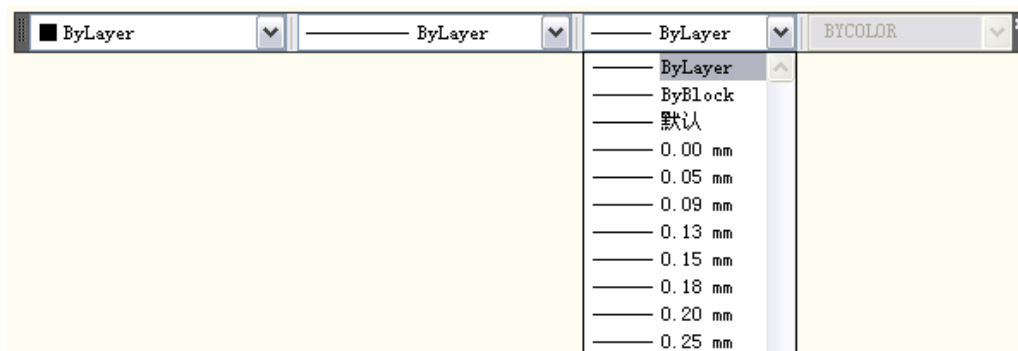 ByLayer ByLayer ByLayer BYCOLOR
ByLayer
ByBlock
默认
0.00 mm
0.05 mm
0.09 mm
0.13 mm
0.15 mm
0.18 mm
0.20 mm
0.25 mm